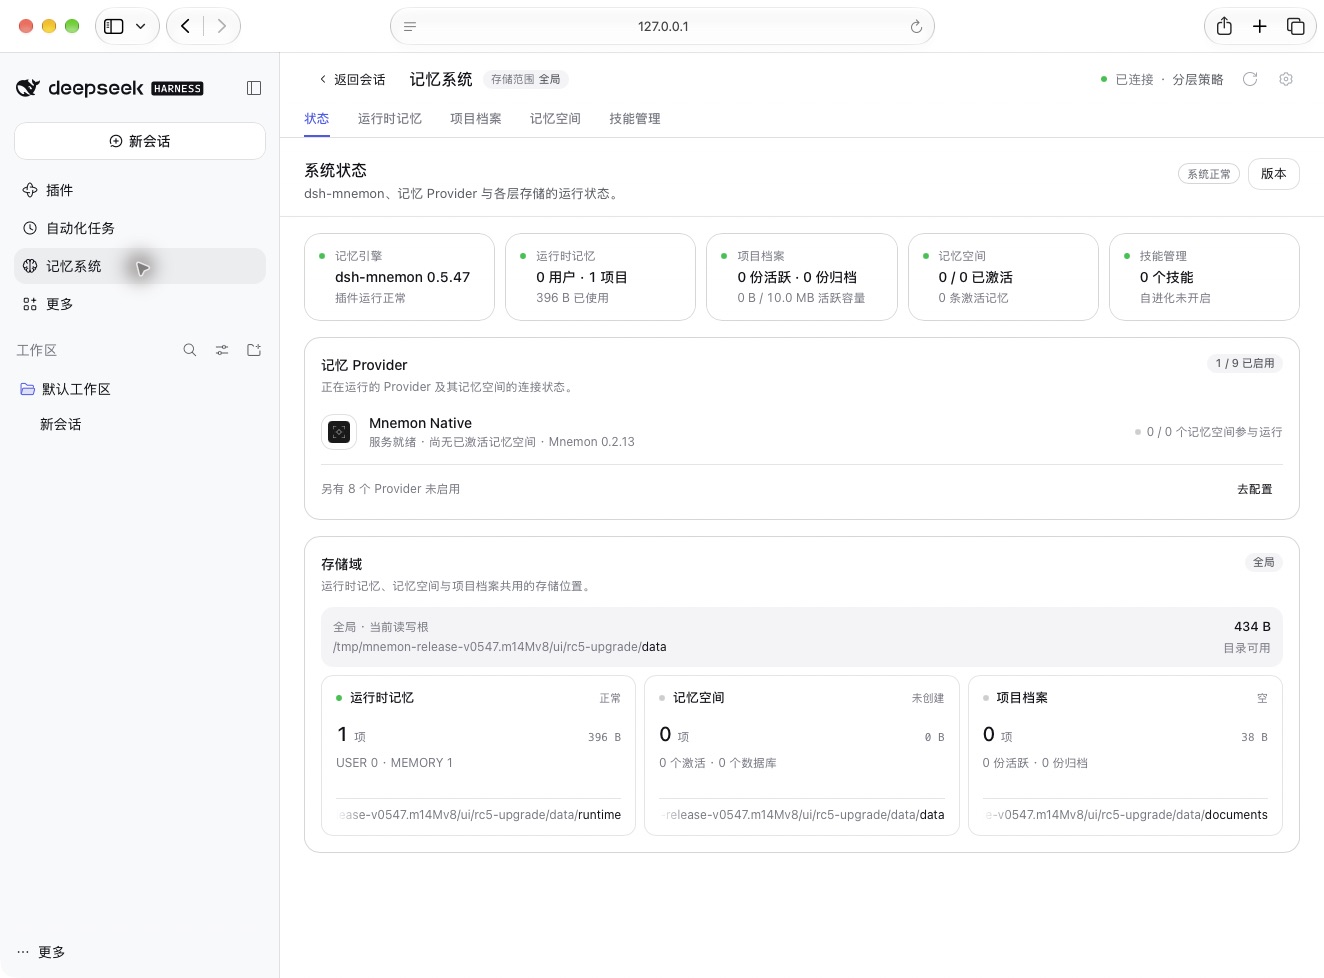 127.0.0.1
deepseek HARNESS
新会话
插件
自动化任务
记忆系统
更多
工作区
默认工作区
新会话
更多
返回会话 记忆系统 存储范围 全局
已连接 · 分层策略
状态 运行时记忆 项目档案 记忆空间 技能管理
系统状态
dsh-mnemon、记忆 Provider 与各层存储的运行状态。
系统正常 版本
记忆引擎
dsh-mnemon 0.5.47
插件运行正常
运行时记忆
0 用户 · 1 项目
396 B 已使用
项目档案
0 份活跃 · 0 份归档
0 B / 10.0 MB 活跃容量
记忆空间
0 / 0 已激活
0 条激活记忆
技能管理
0 个技能
自进化未开启
记忆 Provider
1 / 9 已启用
正在运行的 Provider 及其记忆空间的连接状态。
Mnemon Native
服务就绪 · 尚无已激活记忆空间 · Mnemon 0.2.13
0 / 0 个记忆空间参与运行
另有 8 个 Provider 未启用
去配置
存储域
全局
运行时记忆、记忆空间与项目档案共用的存储位置。
全局 · 当前读写根
434 B
/tmp/mnemon-release-v0547.m14Mv8/ui/rc5-upgrade/data
目录可用
运行时记忆 正常
1 项 396 B
USER 0 · MEMORY 1
ease-v0547.m14Mv8/ui/rc5-upgrade/data/runtime
记忆空间 未创建
0 项 0 B
0 个激活 · 0 个数据库
-release-v0547.m14Mv8/ui/rc5-upgrade/data/data
项目档案 空
0 项 38 B
0 份活跃 · 0 份归档
e-v0547.m14Mv8/ui/rc5-upgrade/data/documents